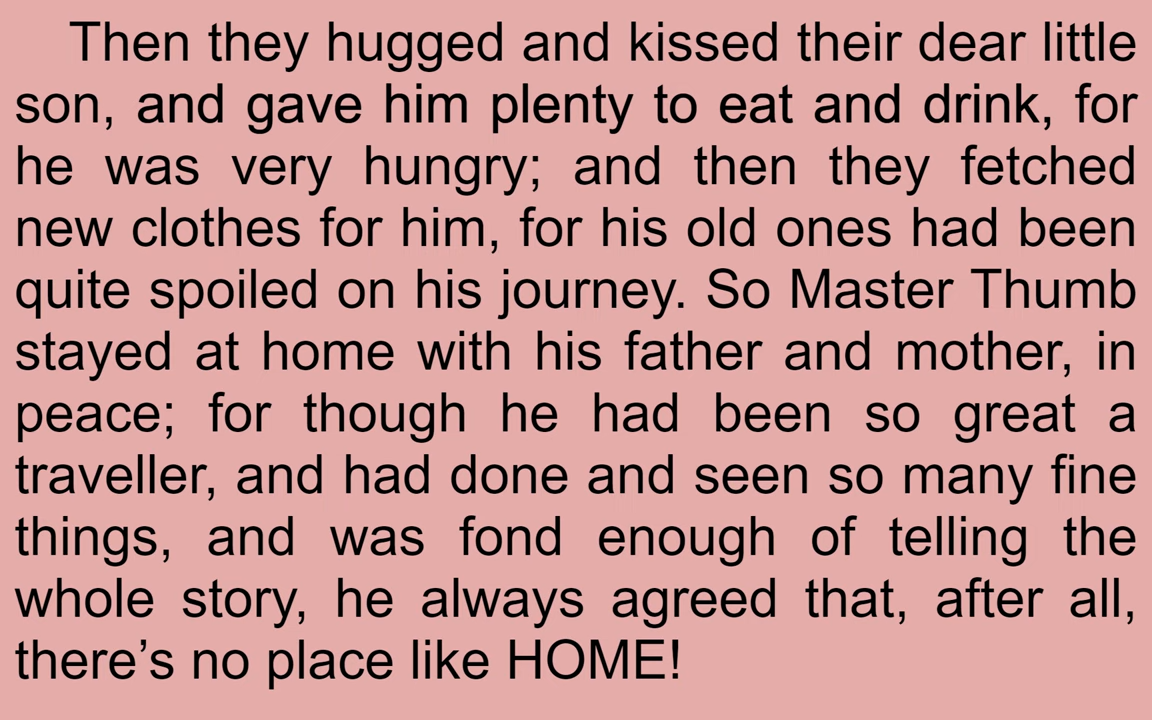 Then they hugged and kissed their dear little
son, and gave him plenty to eat and drink, for
he was very hungry; and then they fetched
new clothes for him, for his old ones had been
quite spoiled on his journey. So Master Thumb
stayed at home with his father and mother, in
peace; for though he had been so great a
traveller, and had done and seen so many fine
things, and was fond enough of telling the
whole story, he always agreed that, after all,
there’s no place like HOME!